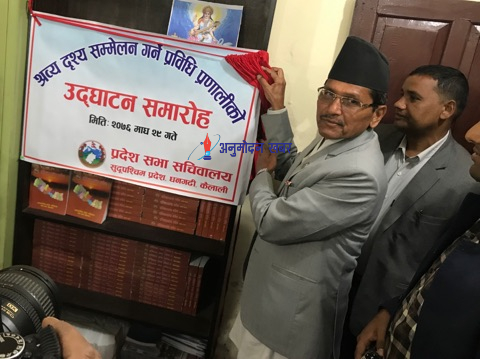 श्रव्य दृश्य सम्मेलन गर्ने प्रविधि प्रणालीको
उद्घाटन समारोह
मितिः २०७६ माघ २९ गते
प्रदेश सभा सचिवालय
सुदूरपश्चिम प्रदेश, धनगढी, कैलाली
अनुमोदन खबर